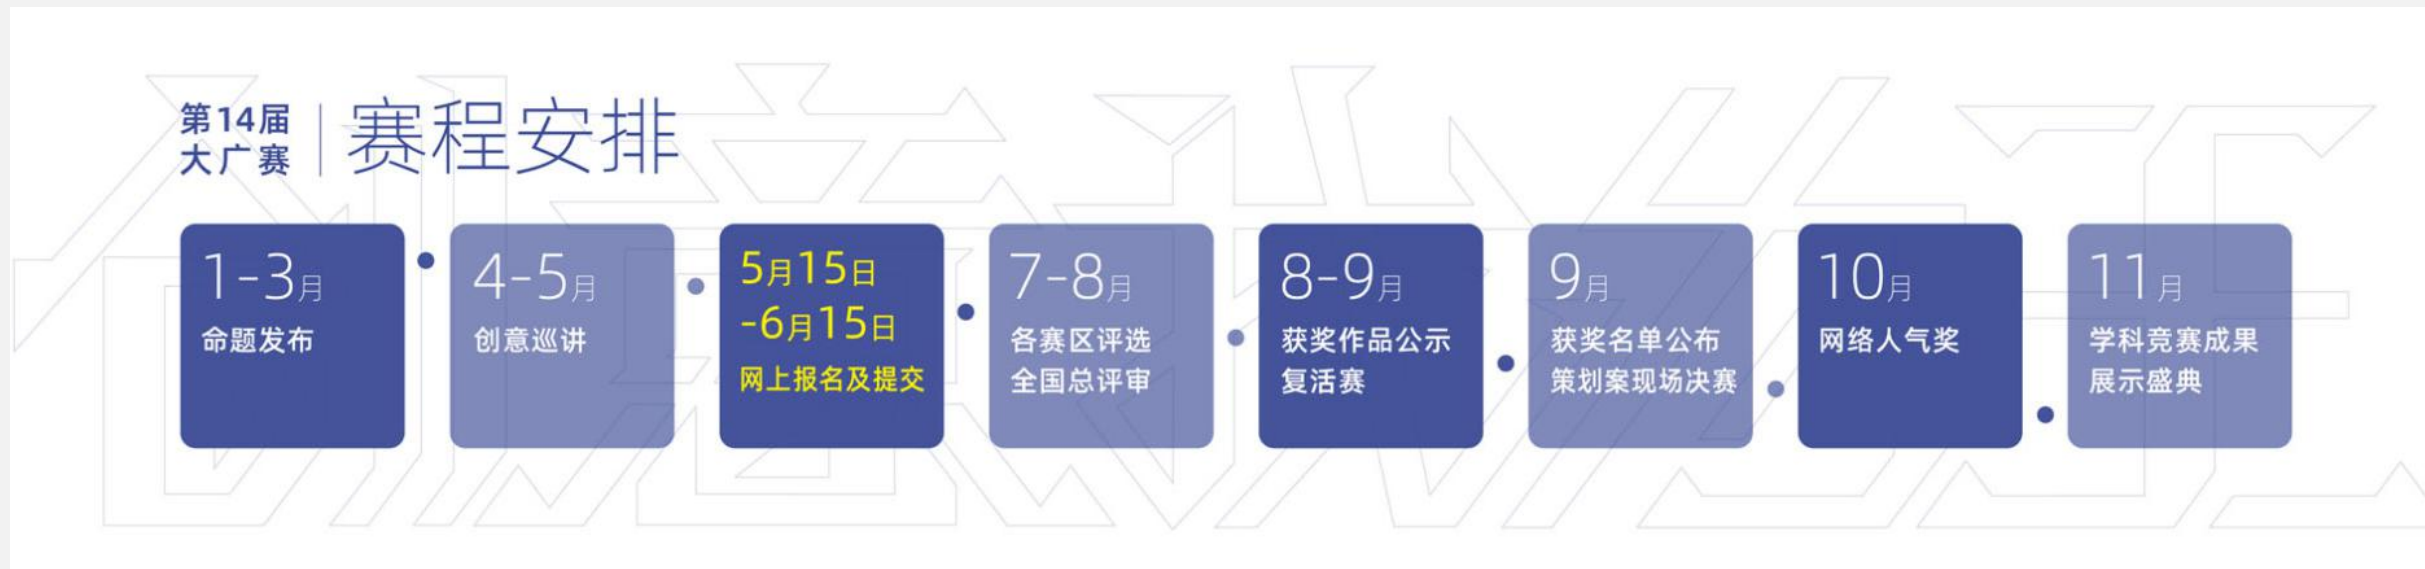 第14届
大广赛
赛程安排
1-3月
命题发布
4-5月
创意巡讲
5月15日
-6月15日
网上报名及提交
7-8月
各赛区评选
全国总评审
8-9月
获奖作品公示
复活赛
9月
获奖名单公布
策划案现场决赛
10月
网络人气奖
11月
学科竞赛成果
展示盛典